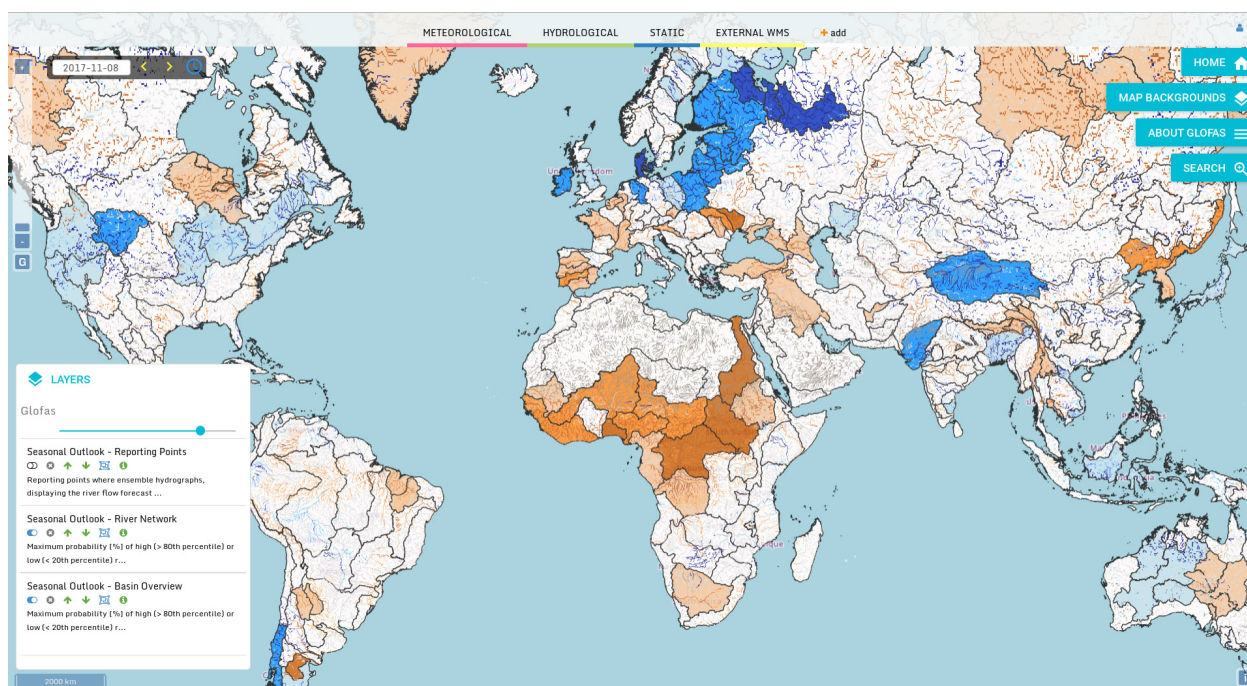 METEOROLOGICAL HYDROLOGICAL STATIC EXTERNAL WMS + add
2017-11-08
HOME
MAP BACKGROUNDS
ABOUT GLOFAS
SEARCH
+
-
G
LAYERS
Glofas
Seasonal Outlook - Reporting Points
Reporting points where ensemble hydrographs,
displaying the river flow forecast ...
Seasonal Outlook - River Network
Maximum probability [%] of high (> 80th percentile) or
low (< 20th percentile) r...
Seasonal Outlook - Basin Overview
Maximum probability [%] of high (> 80th percentile) or
low (< 20th percentile) r...
2000 km
i